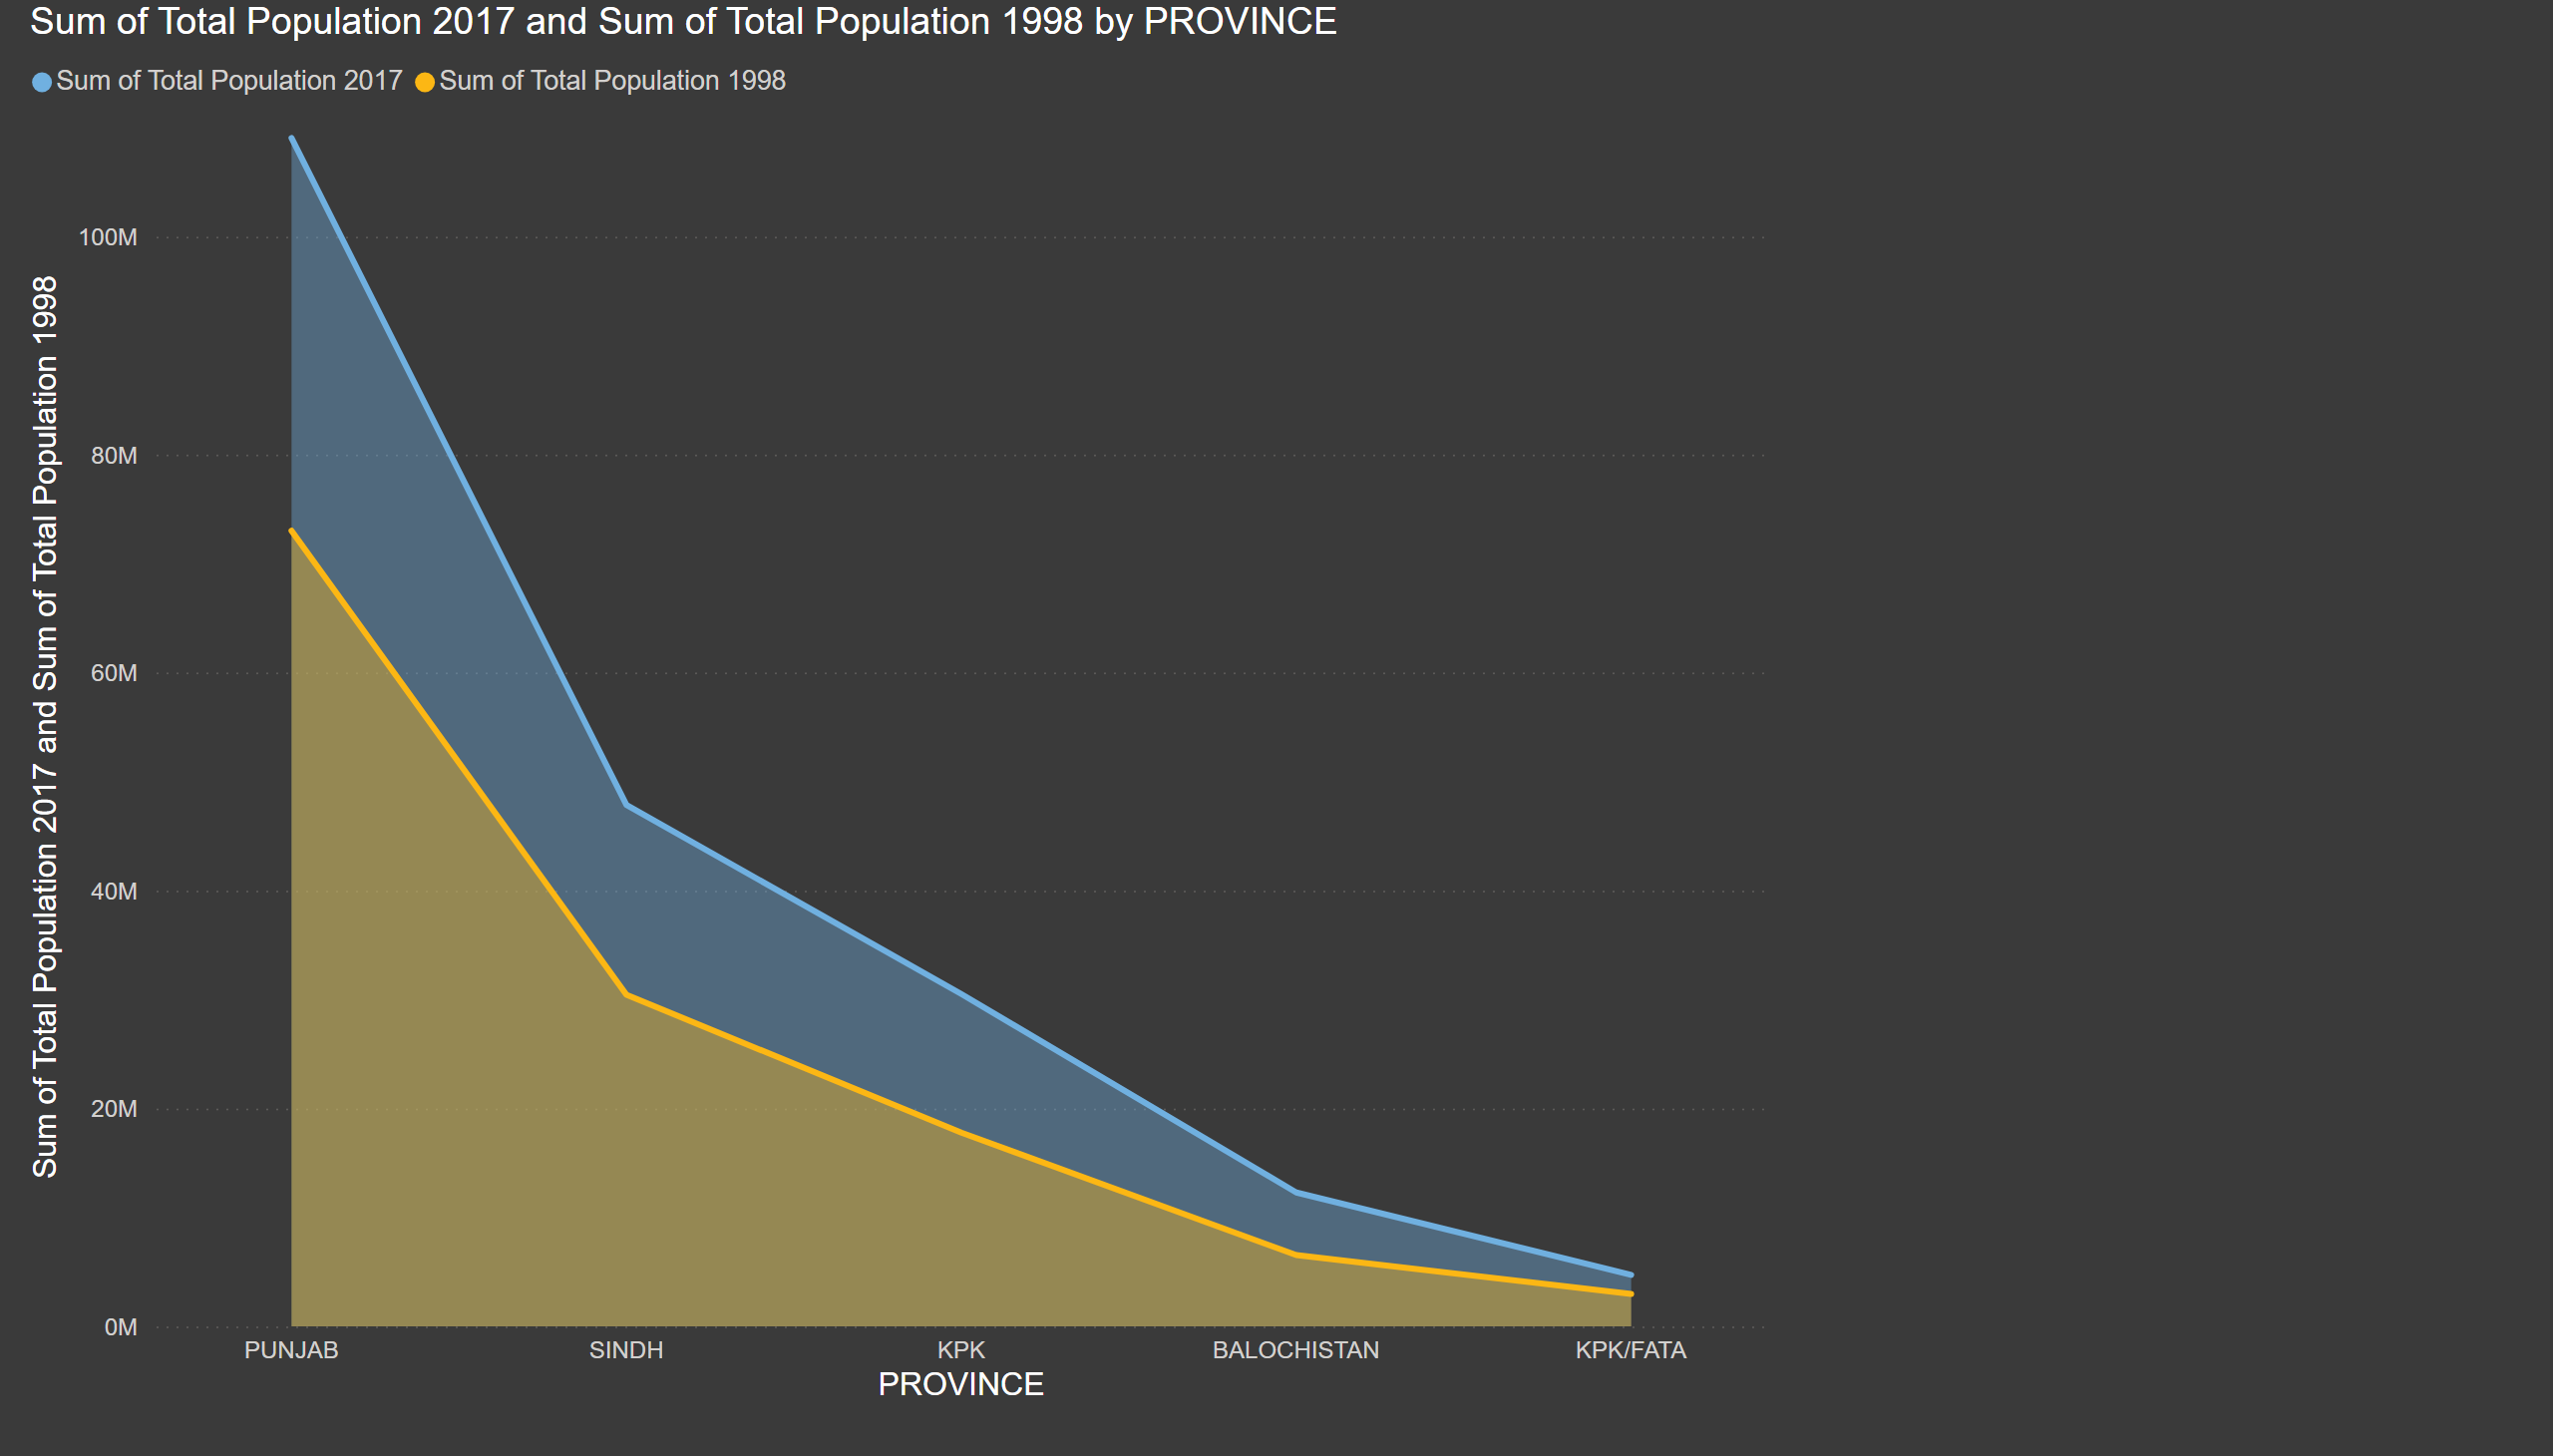 Sum of Total Population 2017 and Sum of Total Population 1998 by PROVINCE
Sum of Total Population 2017 Sum of Total Population 1998
Sum of Total Population 2017 and Sum of Total Population 1998
100M
80M
60M
40M
20M
0M
PUNJAB SINDH KPK BALOCHISTAN KPK/FATA
PROVINCE